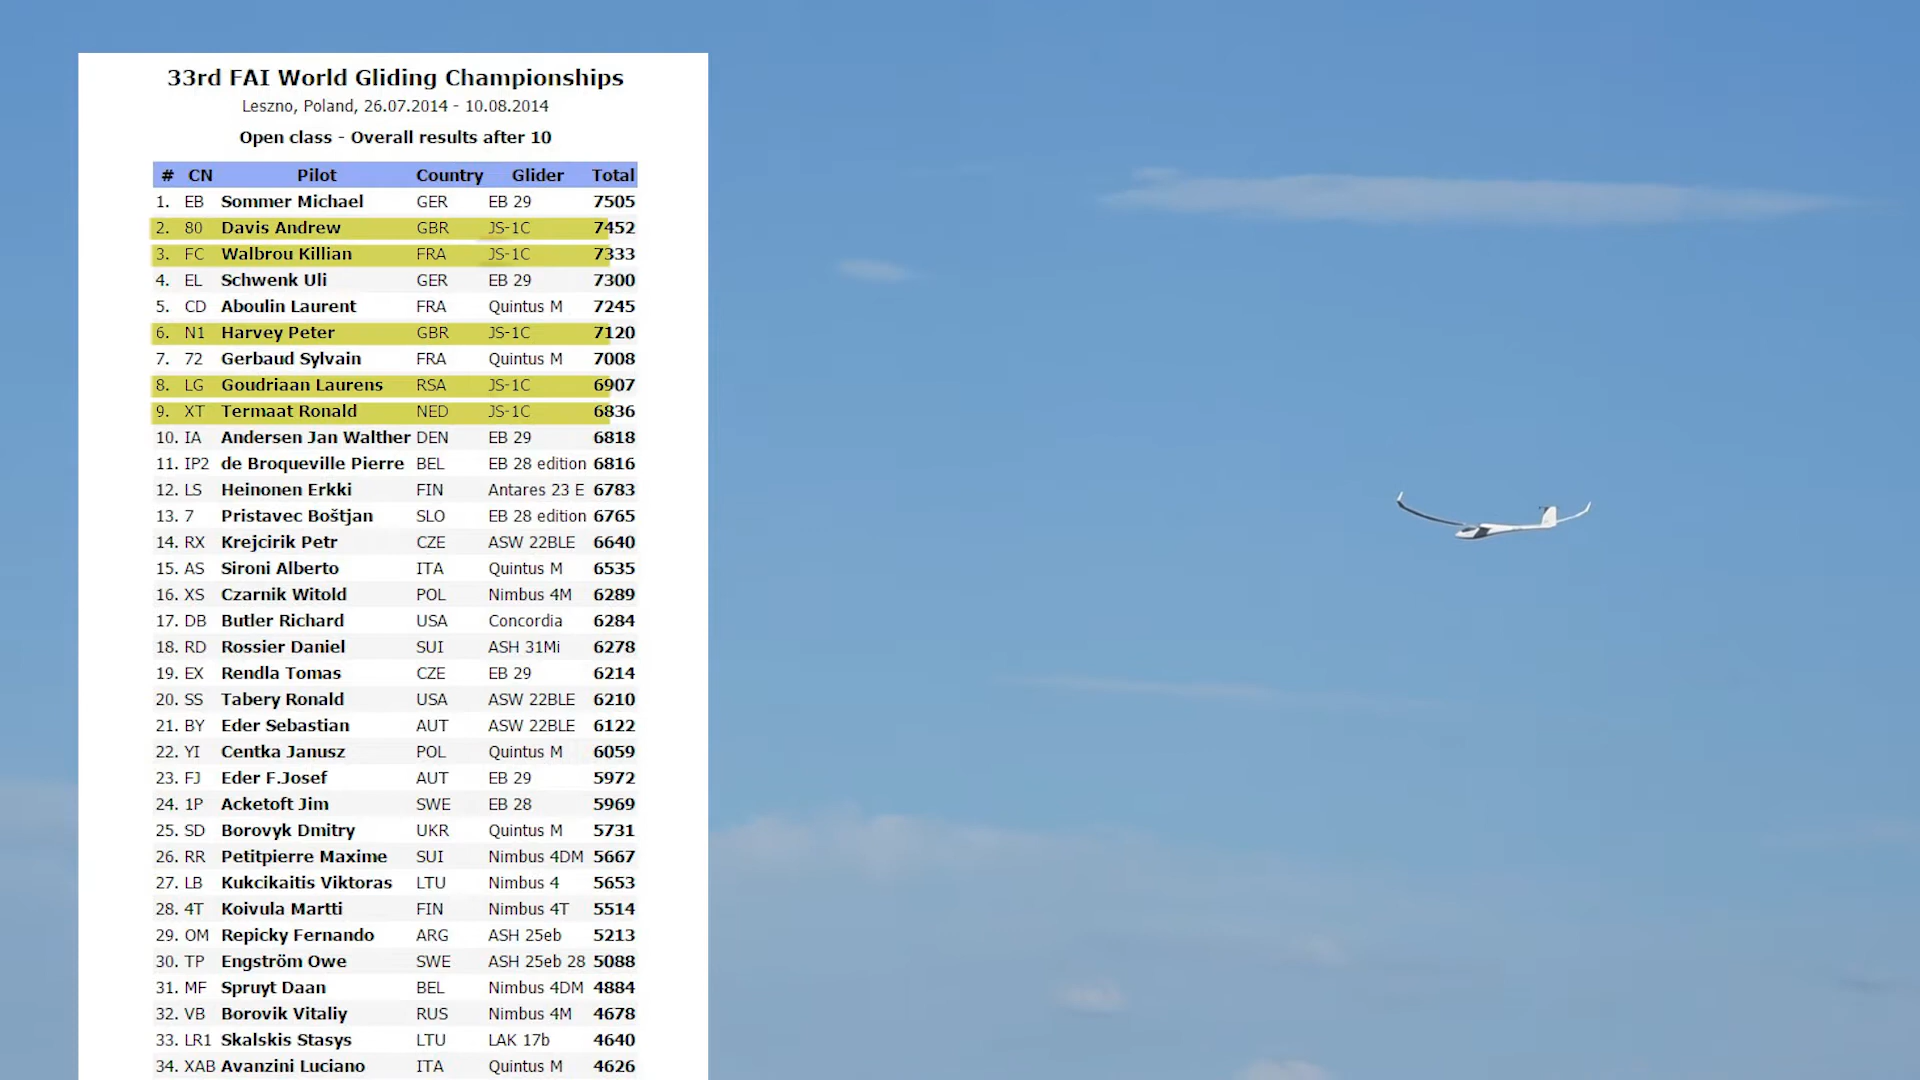 33rd FAI World Gliding Championships
Leszno, Poland, 26.07.2014 - 10.08.2014
Open class - Overall results after 10
# CN Pilot Country Glider Total
1. EB Sommer Michael GER EB 29 7505
2. 80 Davis Andrew GBR JS-1C 7452
3. FC Walbrou Killian FRA JS-1C 7333
4. EL Schwenk Uli GER EB 29 7300
5. CD Aboulin Laurent FRA Quintus M 7245
6. N1 Harvey Peter GBR JS-1C 7120
7. 72 Gerbaud Sylvain FRA Quintus M 7008
8. LG Goudriaan Laurens RSA JS-1C 6907
9. XT Termaat Ronald NED JS-1C 6836
10. IA Andersen Jan Walther DEN EB 29 6818
11. IP2 de Broqueville Pierre BEL EB 28 edition 6816
12. LS Heinonen Erkki FIN Antares 23 E 6783
13. 7 Pristavec Boštjan SLO EB 28 edition 6765
14. RX Krejcirik Petr CZE ASW 22BLE 6640
15. AS Sironi Alberto ITA Quintus M 6535
16. XS Czarnik Witold POL Nimbus 4M 6289
17. DB Butler Richard USA Concordia 6284
18. RD Rossier Daniel SUI ASH 31Mi 6278
19. EX Rendla Tomas CZE EB 29 6214
20. SS Tabery Ronald USA ASW 22BLE 6210
21. BY Eder Sebastian AUT ASW 22BLE 6122
22. YI Centka Janusz POL Quintus M 6059
23. FJ Eder F.Josef AUT EB 29 5972
24. 1P Acketoft Jim SWE EB 28 5969
25. SD Borovyk Dmitry UKR Quintus M 5731
26. RR Petitpierre Maxime SUI Nimbus 4DM 5667
27. LB Kukcikaitis Viktoras LTU Nimbus 4 5653
28. 4T Koivula Martti FIN Nimbus 4T 5514
29. OM Repicky Fernando ARG ASH 25eb 5213
30. TP Engström Owe SWE ASH 25eb 28 5088
31. MF Spruyt Daan BEL Nimbus 4DM 4884
32. VB Borovik Vitaliy RUS Nimbus 4M 4678
33. LR1 Skalskis Stasys LTU LAK 17b 4640
34. XAB Avanzini Luciano ITA Quintus M 4626